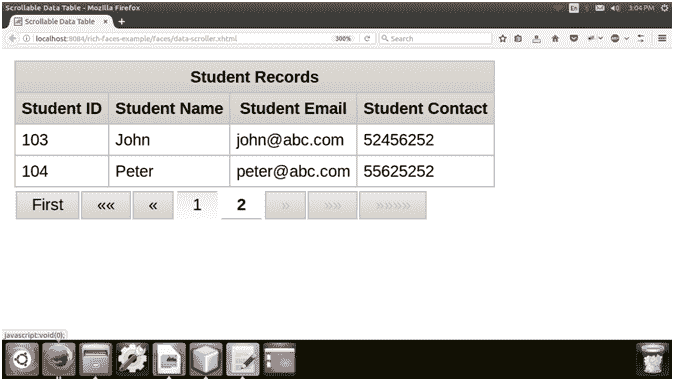 Scrollable Data Table - Mozilla Firefox
En
3:04 PM
Scrollable Data Table
×
+
localhost:8084/rich-faces-example/faces/data-scroller.xhtml
300%
Search
Student Records
Student ID Student Name Student Email Student Contact
103 John john@abc.com 52456252
104 Peter peter@abc.com 55625252
First «« « 1 2 » »» »»»»
javascript:void(0);